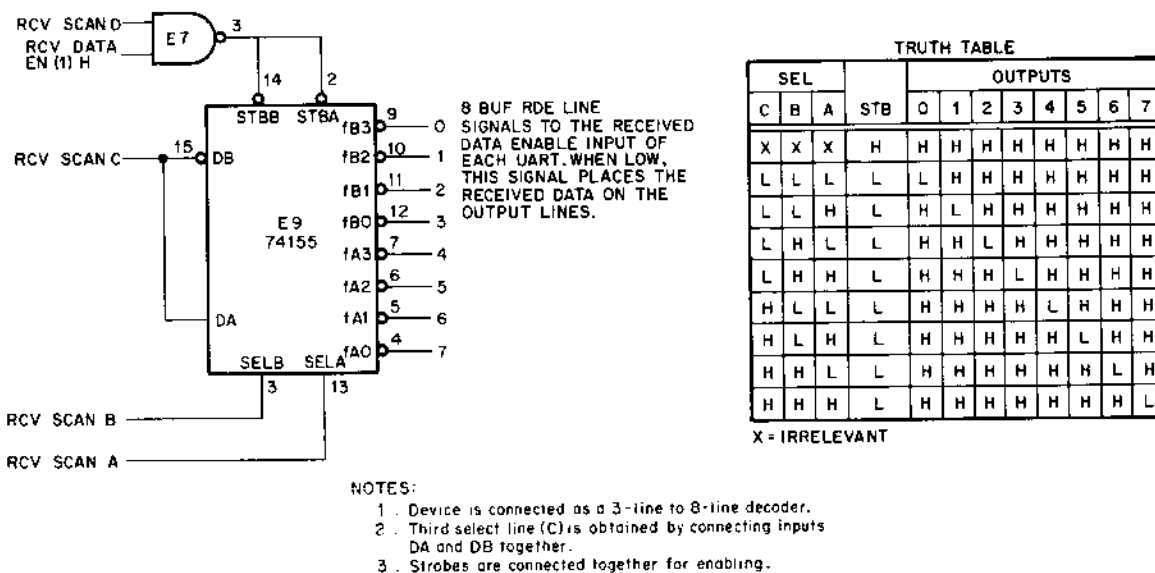 RCV SCAN D
RCV DATA
EN (1) H
E7
3
14
2
STBB STBA
RCV SCAN C
15
DB
DA
E9
74155
fB3 9 0
fB2 10 1
fB1 11 2
fB0 12 3
fA3 7 4
fA2 6 5
fA1 5 6
fA0 4 7
SELB SELA
3 13
RCV SCAN B
RCV SCAN A
8 BUF RDE LINE
SIGNALS TO THE RECEIVED
DATA ENABLE INPUT OF
EACH UART. WHEN LOW,
THIS SIGNAL PLACES THE
RECEIVED DATA ON THE
OUTPUT LINES.
TRUTH TABLE
SEL STB OUTPUTS
C B A 0 1 2 3 4 5 6 7
X X X H H H H H H H H H
L L L L L H H H H H H H
L L H L H L H H H H H H
L H L L H H L H H H H H
L H H L H H H L H H H H
H L L L H H H H L H H H
H L H L H H H H H L H H
H H L L H H H H H H L H
H H H L H H H H H H H L
X = IRRELEVANT
NOTES:
1 . Device is connected as a 3-line to 8-line decoder.
2 . Third select line (C) is obtained by connecting inputs
DA and DB together.
3 . Strobes are connected together for enabling.